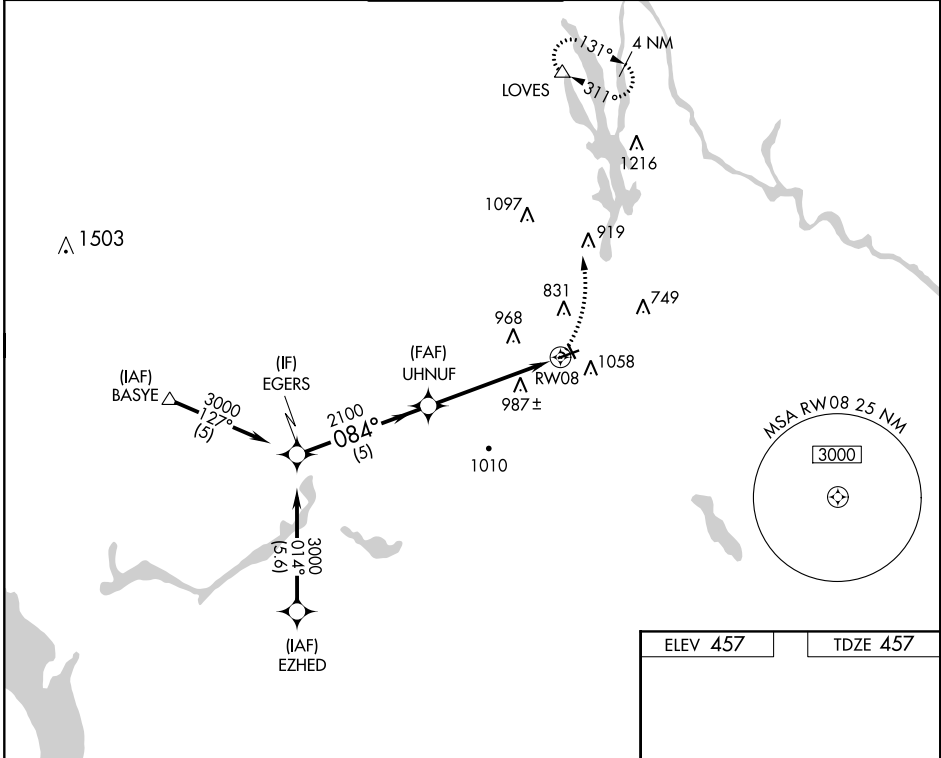 131°
4 NM
LOVES
311°
1216
1097
1503
919
831
749
968
(FAF)
UHNUF
1058
RW08
987 ±
(IF)
EGERS
(IAF)
BASYE
3000
127°
(5)
2100
084°
(5)
1010
MSA RW08 25 NM
3000
3000
014°
(5.6)
(IAF)
EZHED
ELEV 457
TDZE 457